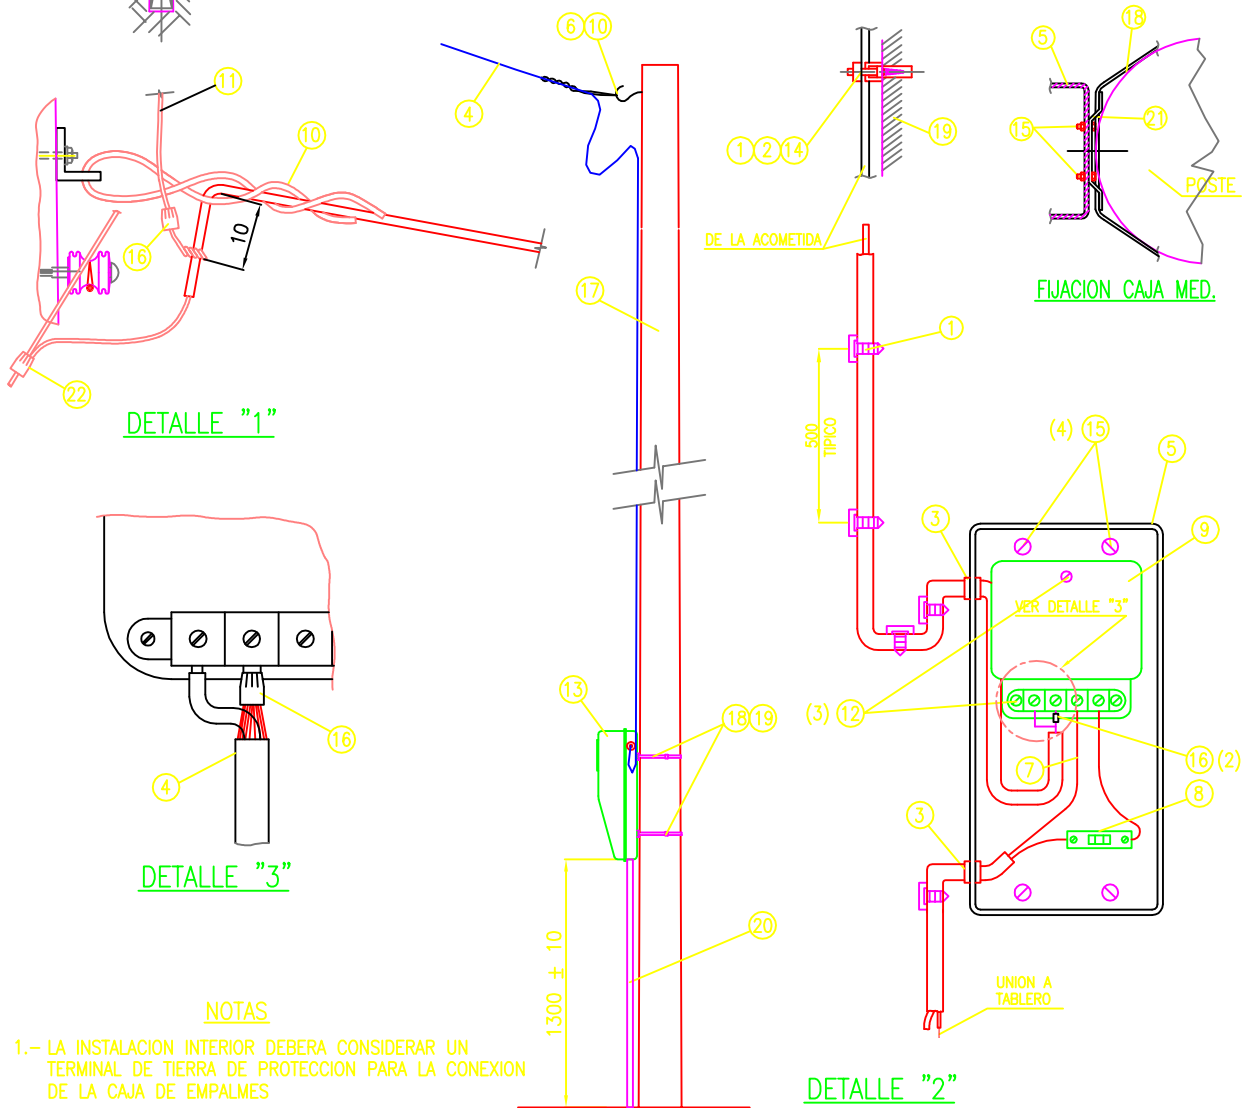 6 10
11
4
10
16
10
22
DETALLE "1"
1 2 14
19
DE LA ACOMETIDA
5
18
15
21
POSTE
FIJACION CAJA MED.
17
1
500
TIPICO
(4) 15
5
3
9
VER DETALLE "3"
13
18 19
(3) 12
16
4
7
16 (2)
8
3
DETALLE "3"
20
1300 ± 10
UNION A
TABLERO
DETALLE "2"
NOTAS
1.- LA INSTALACION INTERIOR DEBERA CONSIDERAR UN
TERMINAL DE TIERRA DE PROTECCION PARA LA CONEXION
DE LA CAJA DE EMPALMES